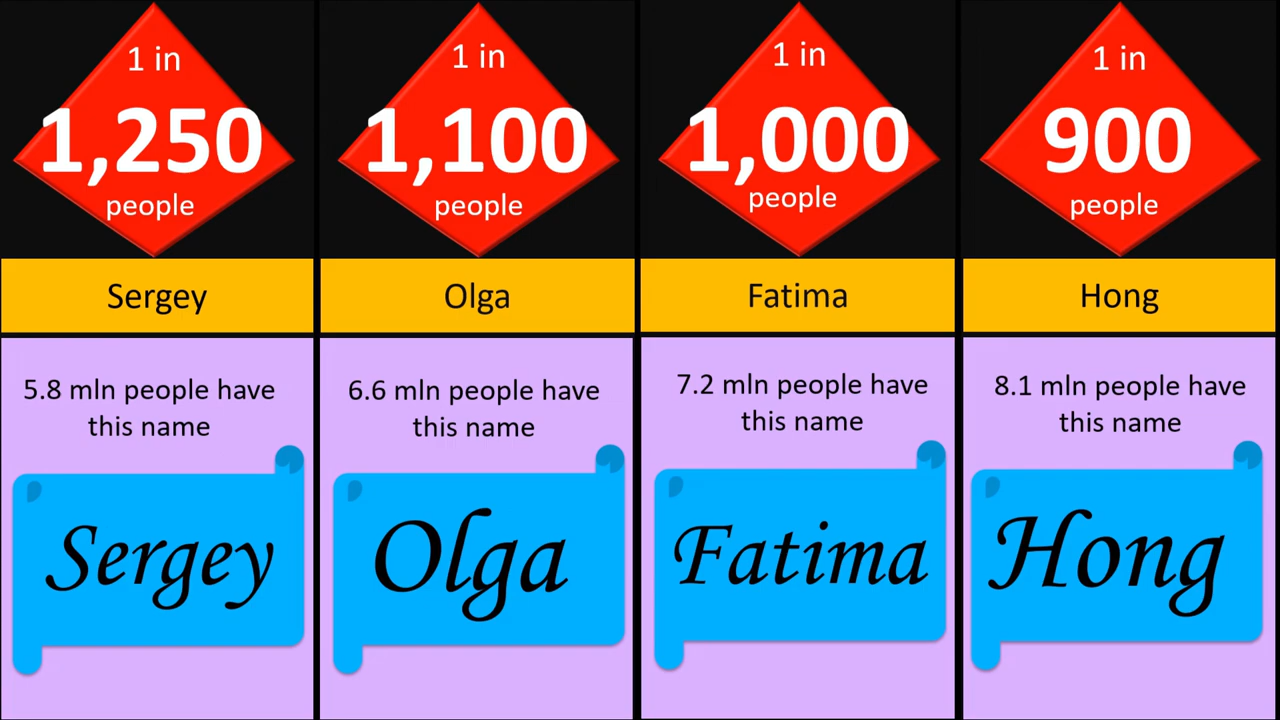 1 in
1,250
people
Sergey
5.8 mln people have
this name
Sergey
1 in
1,100
people
Olga
6.6 mln people have
this name
Olga
1 in
1,000
people
Fatima
7.2 mln people have
this name
Fatima
1 in
900
people
Hong
8.1 mln people have
this name
Hong